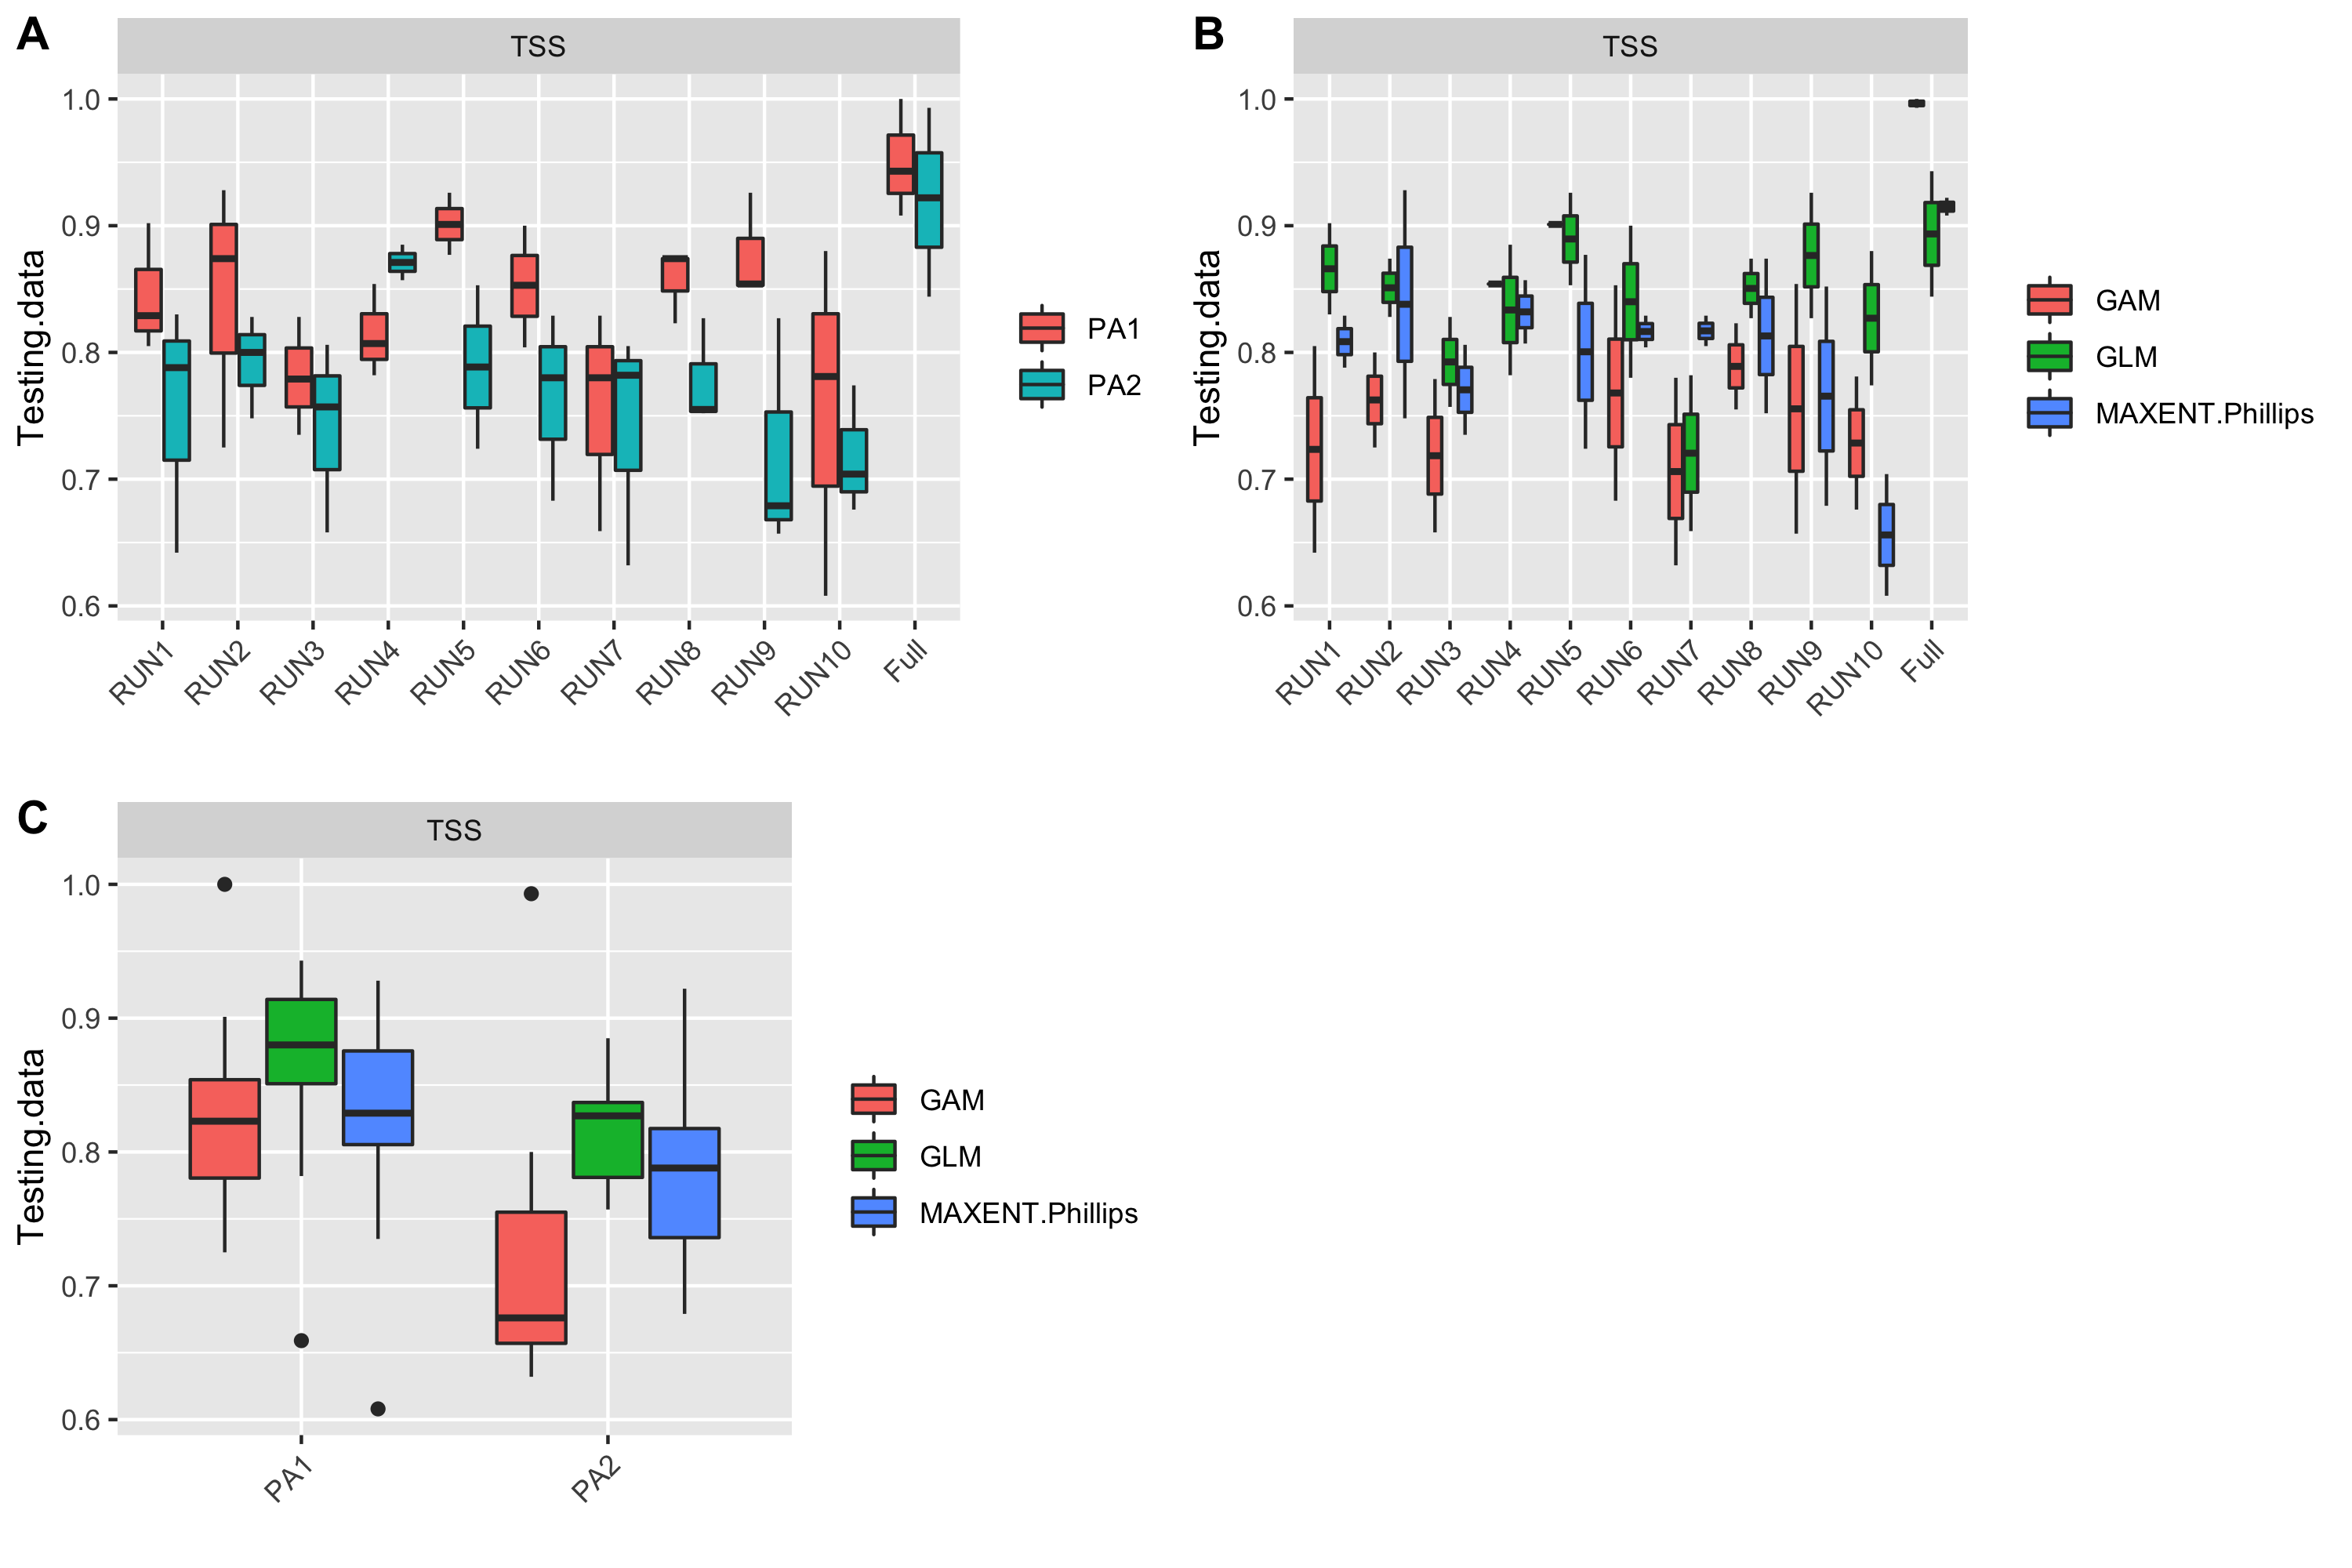 A
TSS
Testing.data
1.0
0.9
0.8
0.7
0.6
RUN1
RUN2
RUN3
RUN4
RUN5
RUN6
RUN7
RUN8
RUN9
RUN10
Full
PA1
PA2
B
TSS
Testing.data
1.0
0.9
0.8
0.7
0.6
RUN1
RUN2
RUN3
RUN4
RUN5
RUN6
RUN7
RUN8
RUN9
RUN10
Full
GAM
GLM
MAXENT.Phillips
C
TSS
Testing.data
1.0
0.9
0.8
0.7
0.6
PA1
PA2
GAM
GLM
MAXENT.Phillips